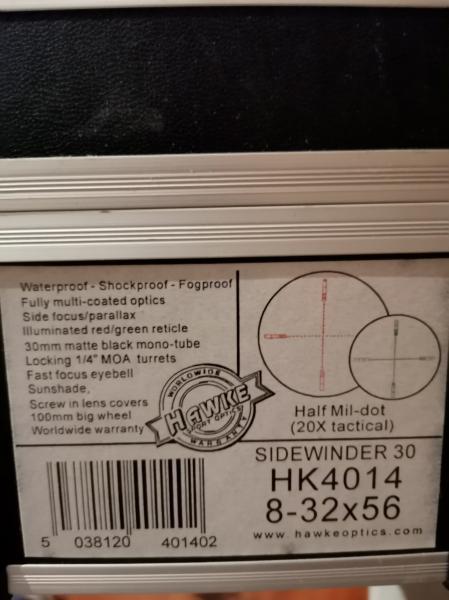 Waterproof - Shockproof - Fogproof
Fully multi-coated optics
Side focus/parallax
Illuminated red/green reticle
30mm matte black mono-tube
Locking 1/4" MOA turrets
Fast focus eyebell
Sunshade,
Screw in lens covers
100mm big wheel
Worldwide warranty
WORLDWIDE
HAWKE
SPORT OPTICS
WARRANTY
Half Mil-dot
(20X tactical)
SIDEWINDER 30
HK4014
8-32x56
www.hawkeoptics.com
5 038120 401402